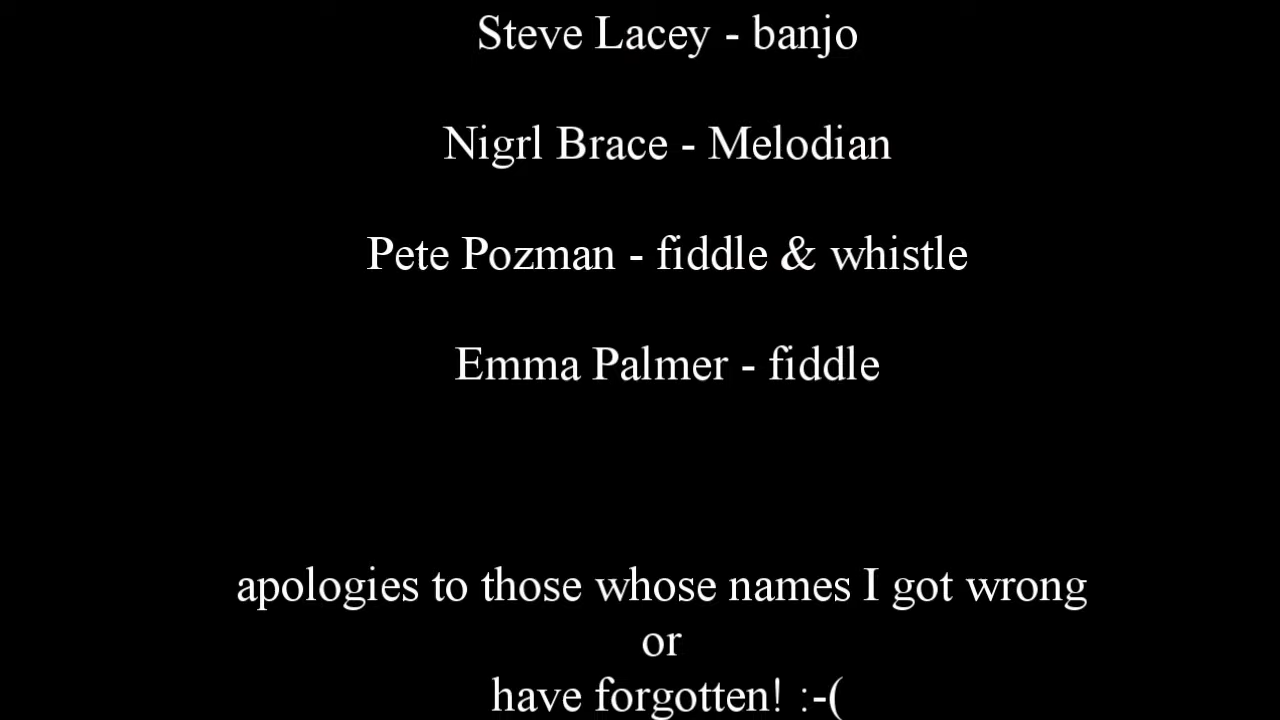 Steve Lacey - banjo
Nigrl Brace - Melodian
Pete Pozman - fiddle & whistle
Emma Palmer - fiddle
apologies to those whose names I got wrong
or
have forgotten! :-(